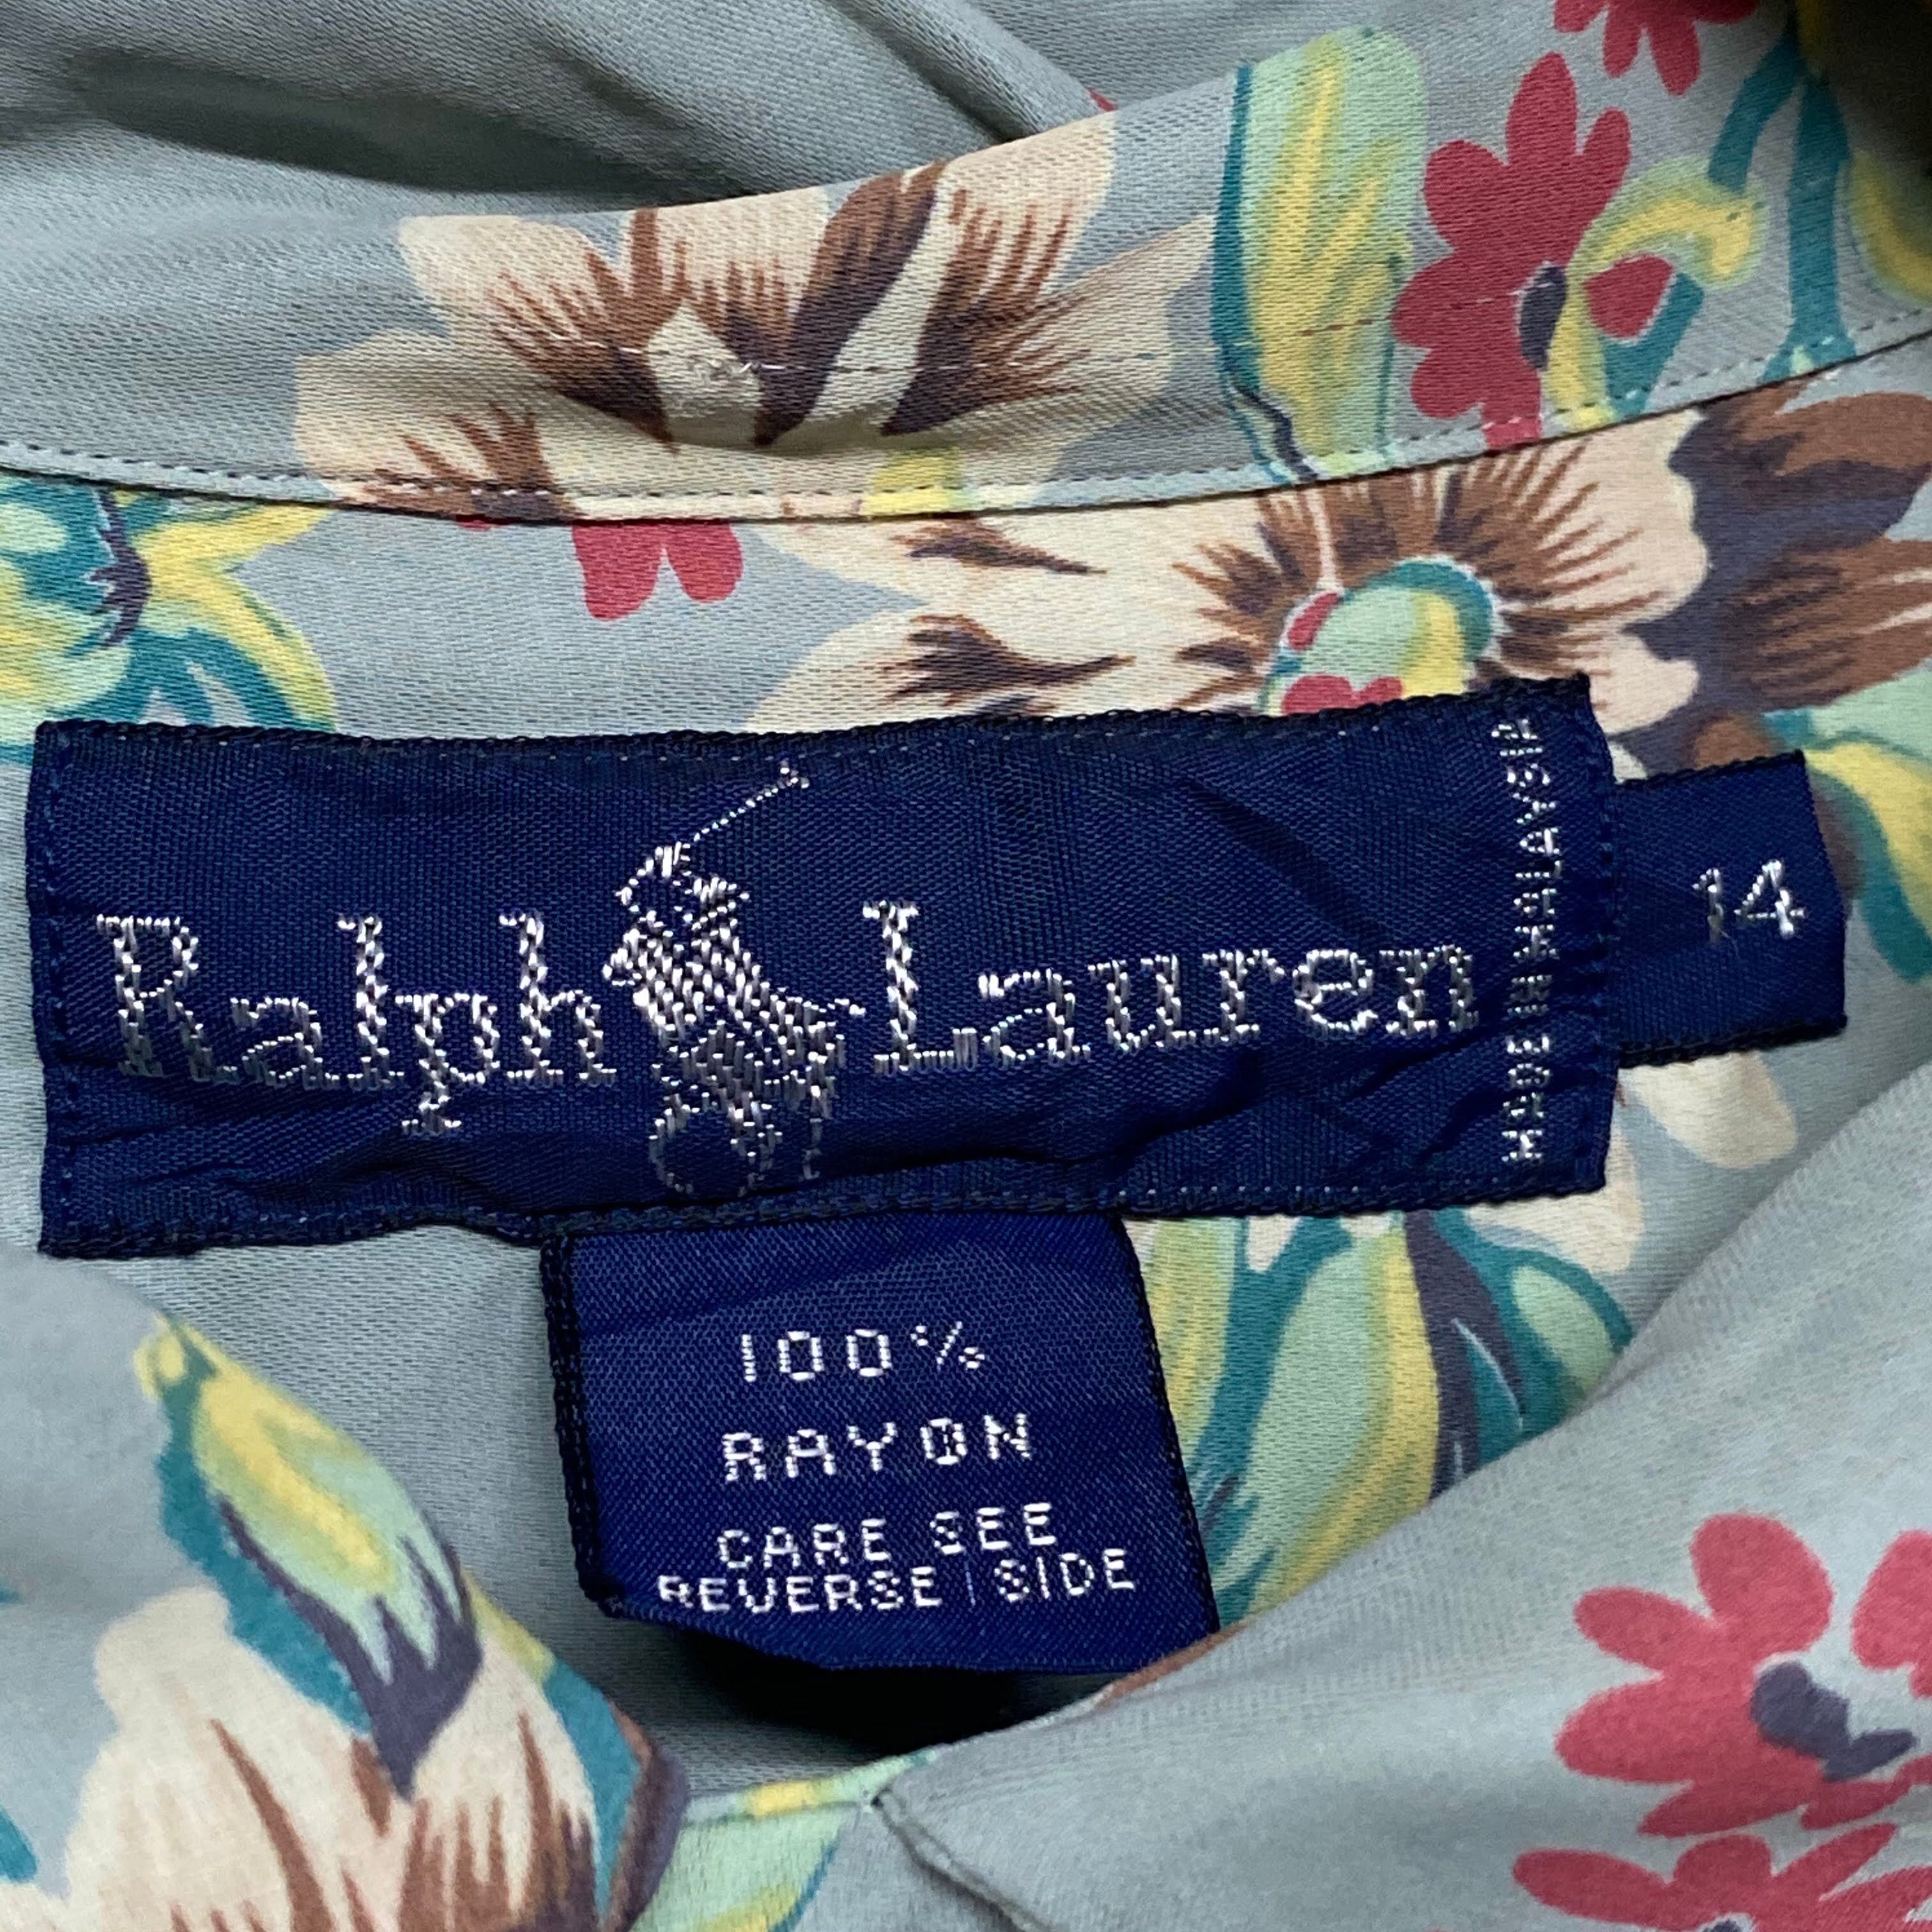 Ralph Lauren
MADE IN MALAYSIA
14
100%
RAYON
CARE SEE
REVERSE SIDE